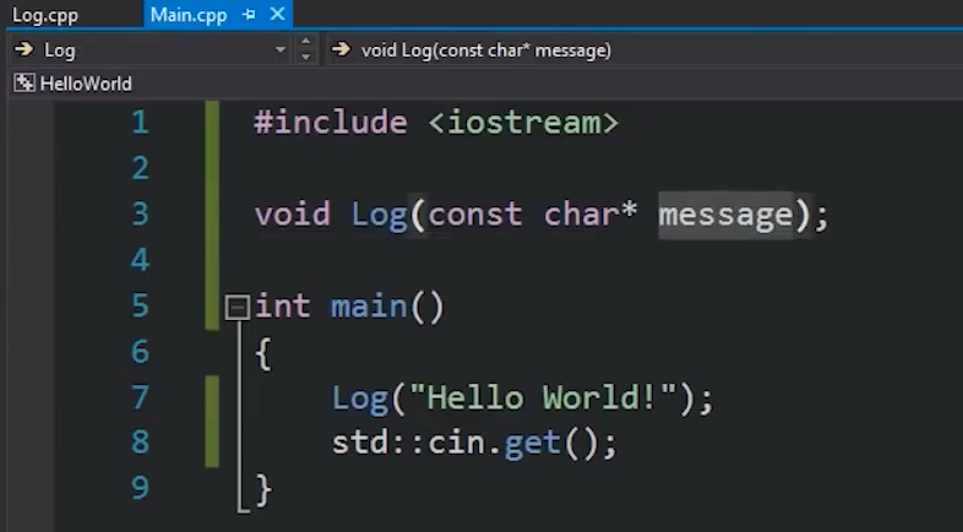 Log.cpp Main.cpp
Log void Log(const char* message)
HelloWorld
1 #include <iostream>
2
3 void Log(const char* message);
4
5 int main()
6 {
7 Log("Hello World!");
8 std::cin.get();
9 }